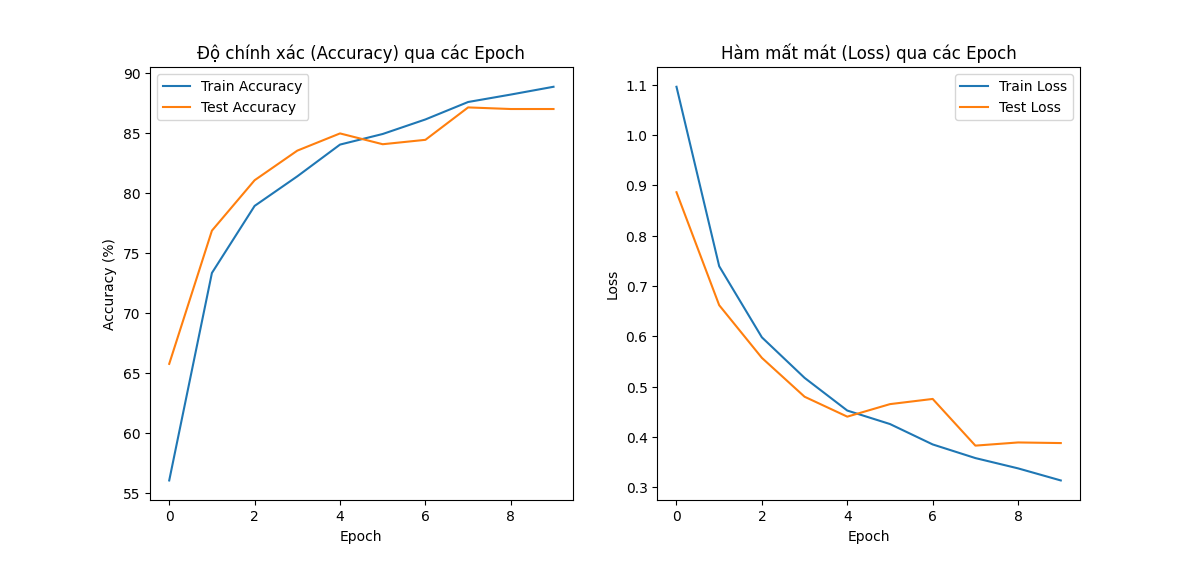 Độ chính xác (Accuracy) qua các Epoch
90
85
80
75
70
65
60
55
Accuracy (%)
Train Accuracy
Test Accuracy
0 2 4 6 8
Epoch
Hàm mất mát (Loss) qua các Epoch
1.1
1.0
0.9
0.8
0.7
0.6
0.5
0.4
0.3
Loss
Train Loss
Test Loss
0 2 4 6 8
Epoch